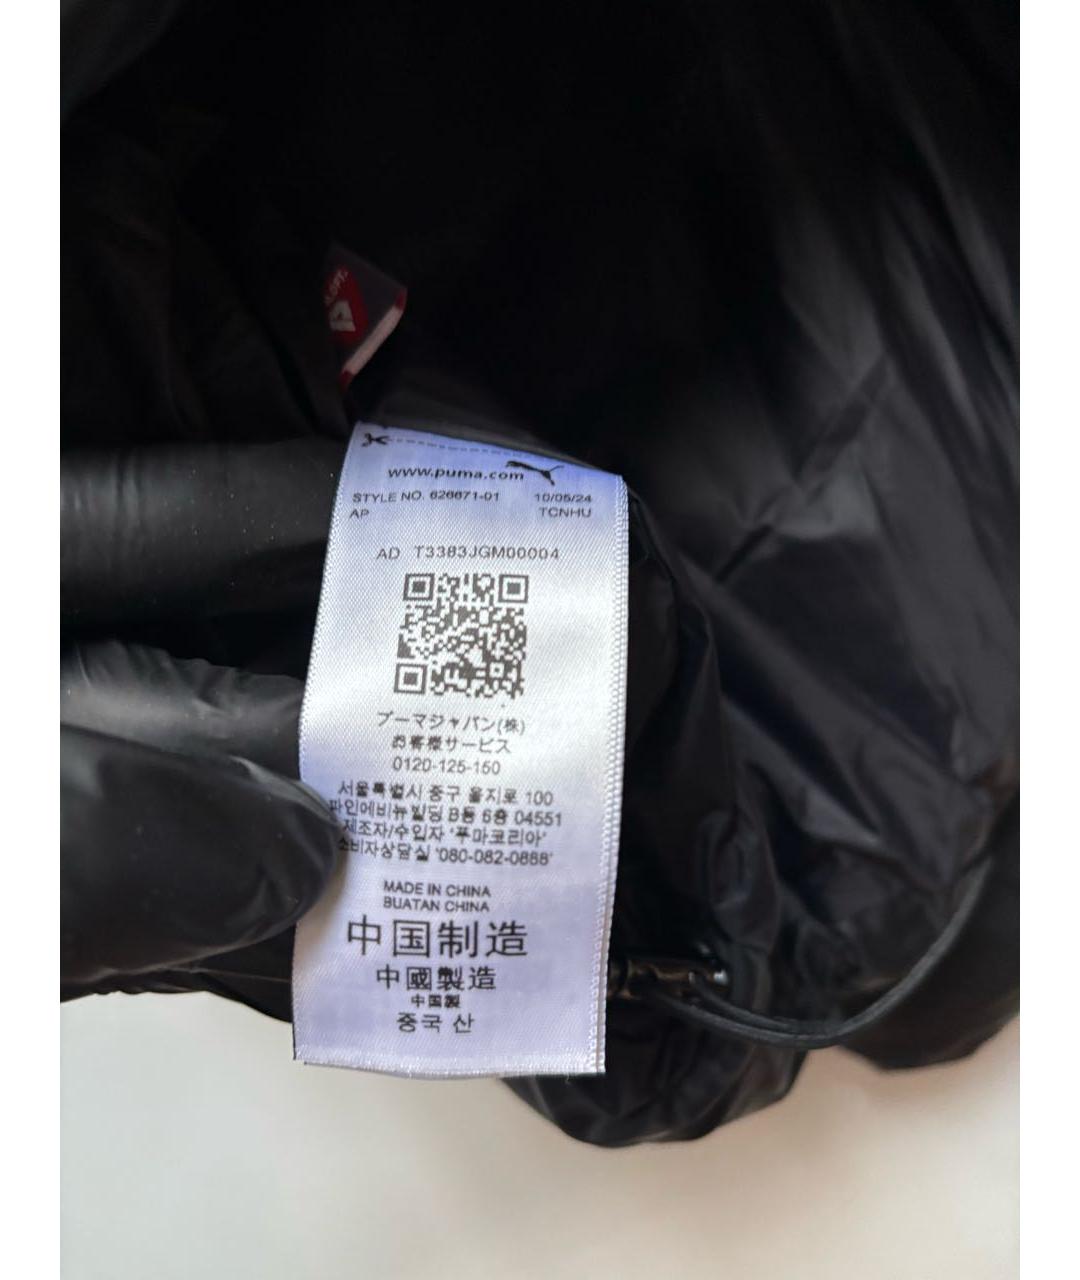 www.puma.com
STYLE NO. 626671-01 10/05/24
AP TCNHU
AD T3383JGM00004
プーマジャパン(株)
お客様サービス
0120-125-150
서울특별시 중구 을지로 100
파인에비뉴빌딩 B동 6층 04551
제조자/수입자 '푸마코리아'
소비자상담실 '080-082-0888'
MADE IN CHINA
BUATAN CHINA
中国制造
中國製造
中国製
중국 산